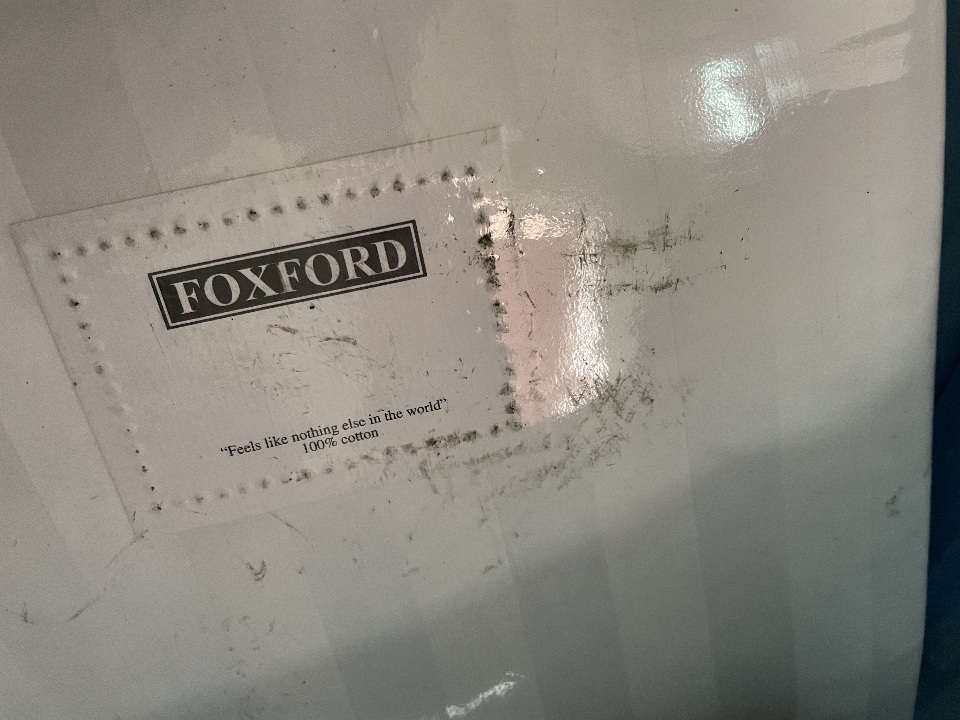 FOXFORD
“Feels like nothing else in the world”
100% cotton